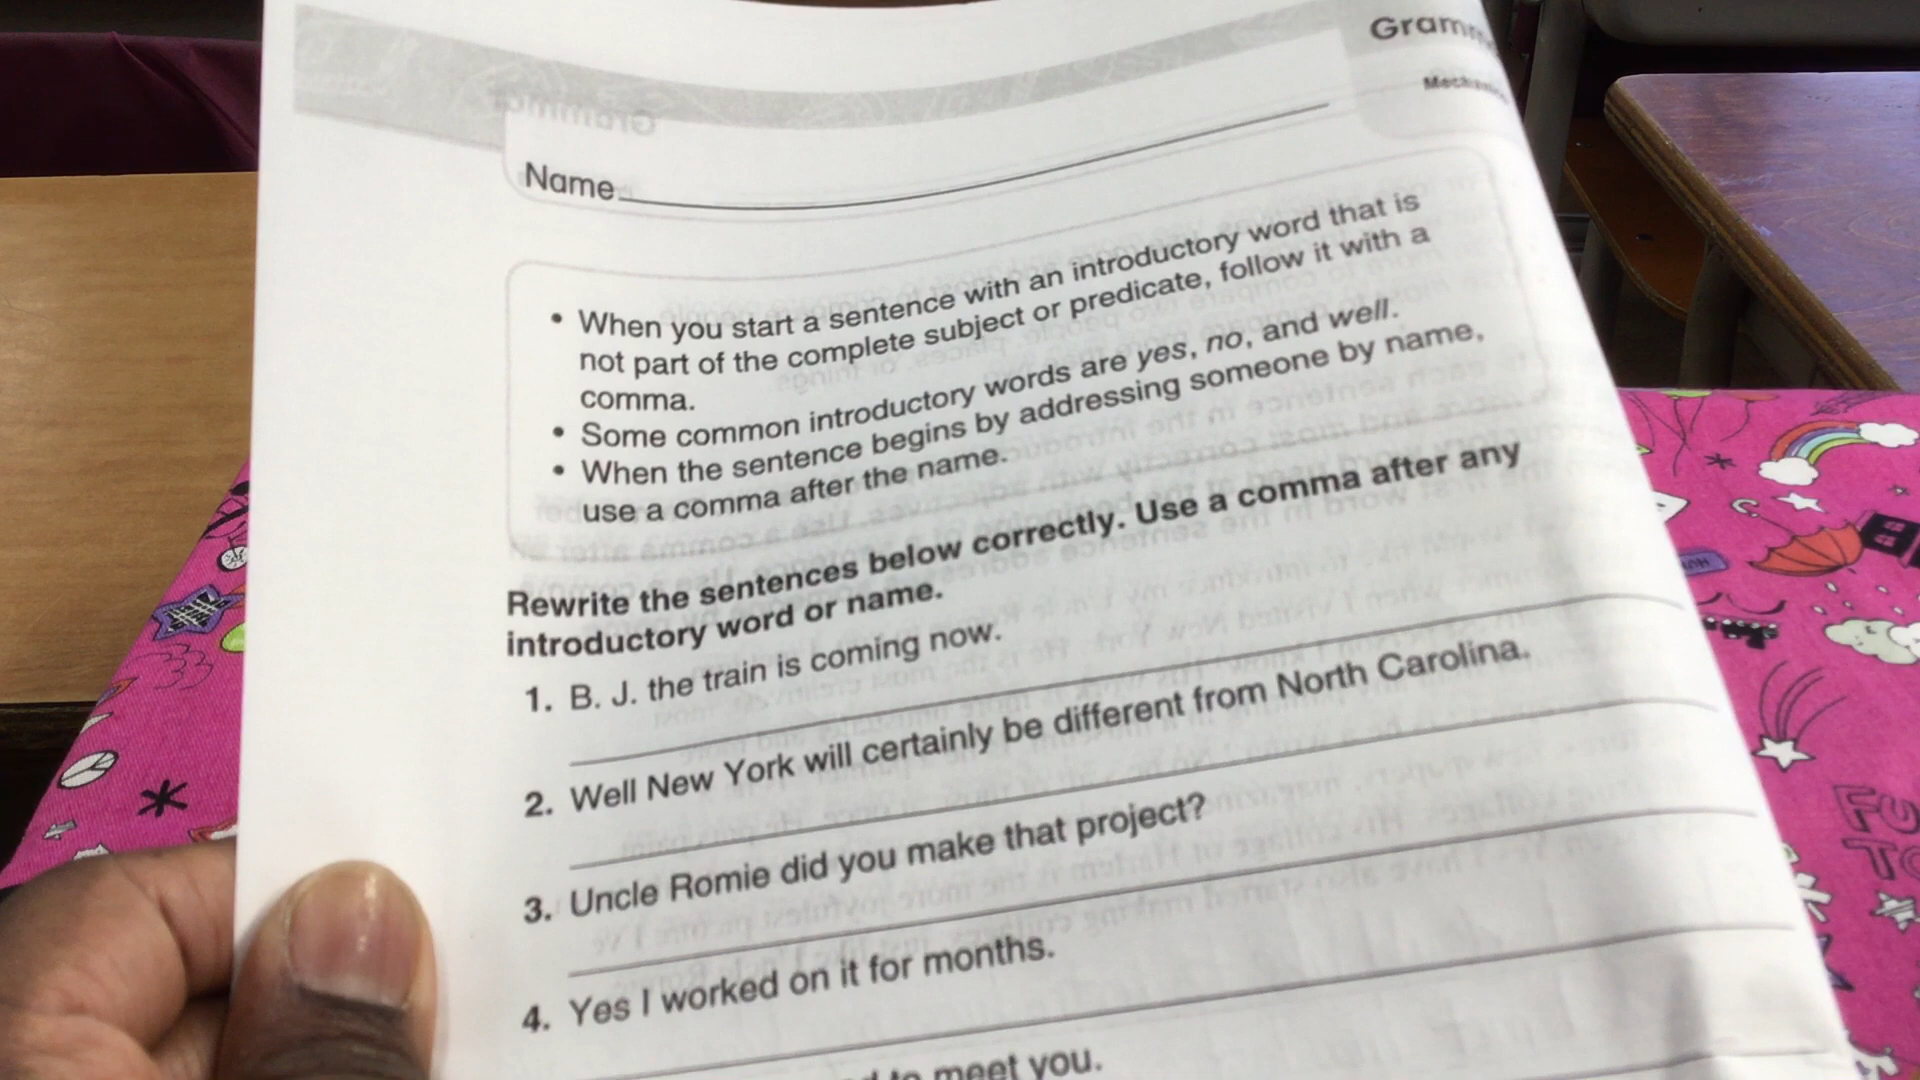 Name
• When you start a sentence with an introductory word that is
not part of the complete subject or predicate, follow it with a
comma.
• Some common introductory words are yes, no, and well.
• When the sentence begins by addressing someone by name,
use a comma after the name.
Rewrite the sentences below correctly. Use a comma after any
introductory word or name.
1. B. J. the train is coming now.
2. Well New York will certainly be different from North Carolina.
3. Uncle Romie did you make that project?
4. Yes I worked on it for months.
to meet you.